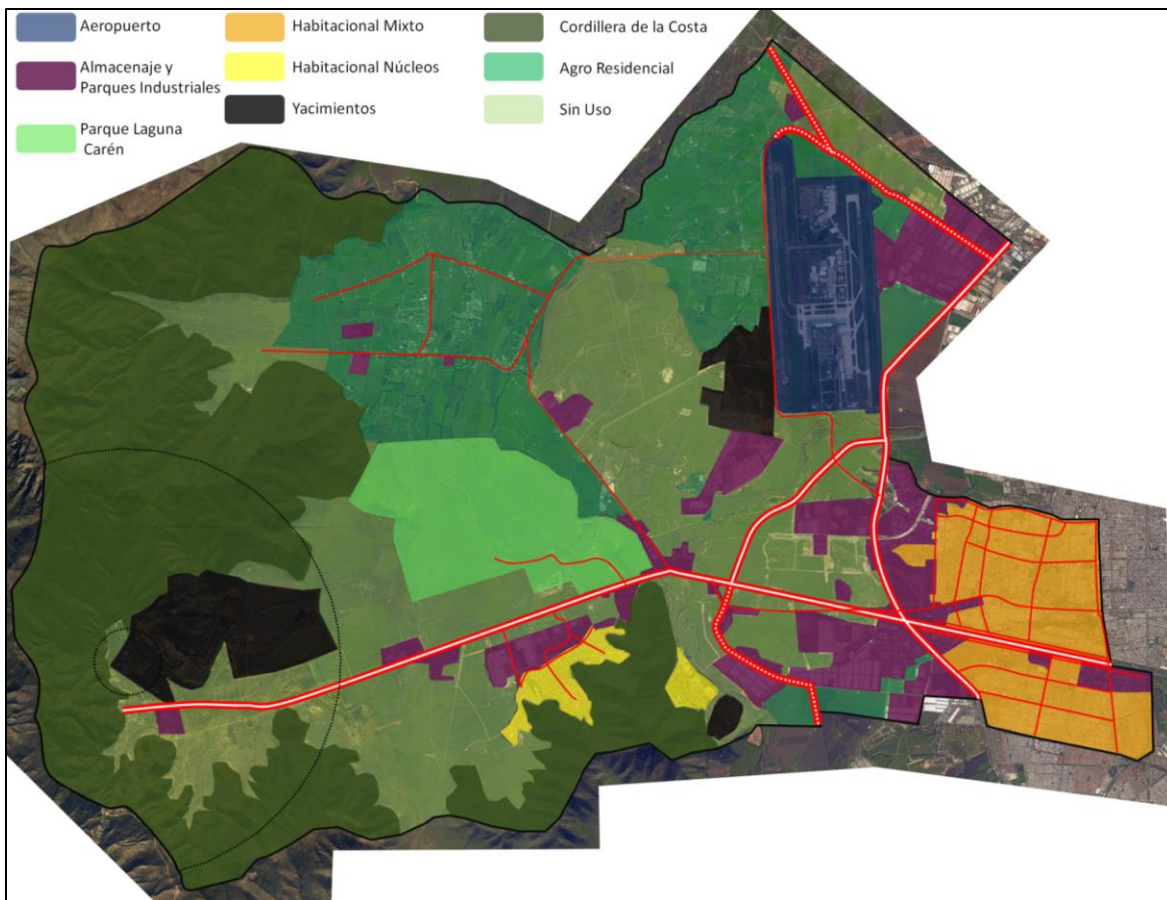 Aeropuerto
Almacenaje y
Parques Industriales
Parque Laguna
Carén
Habitacional Mixto
Habitacional Núcleos
Yacimientos
Cordillera de la Costa
Agro Residencial
Sin Uso